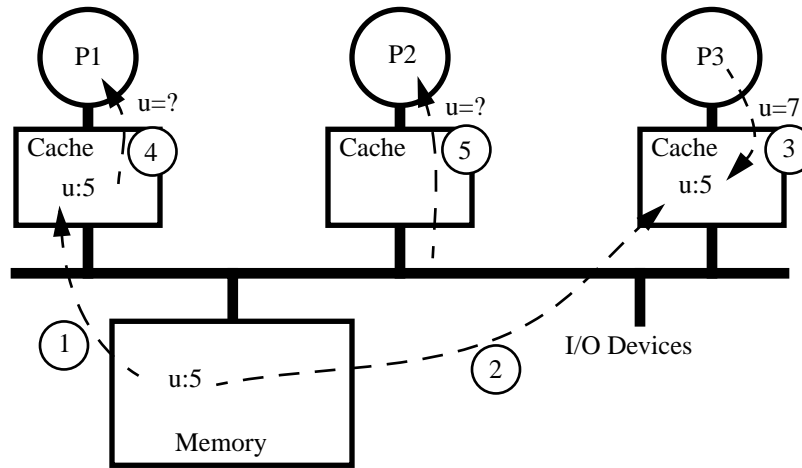 P1
P2
P3
u=?
u=?
u=7
Cache
4
Cache
5
Cache
3
u:5
u:5
1
2
I/O Devices
u:5
Memory